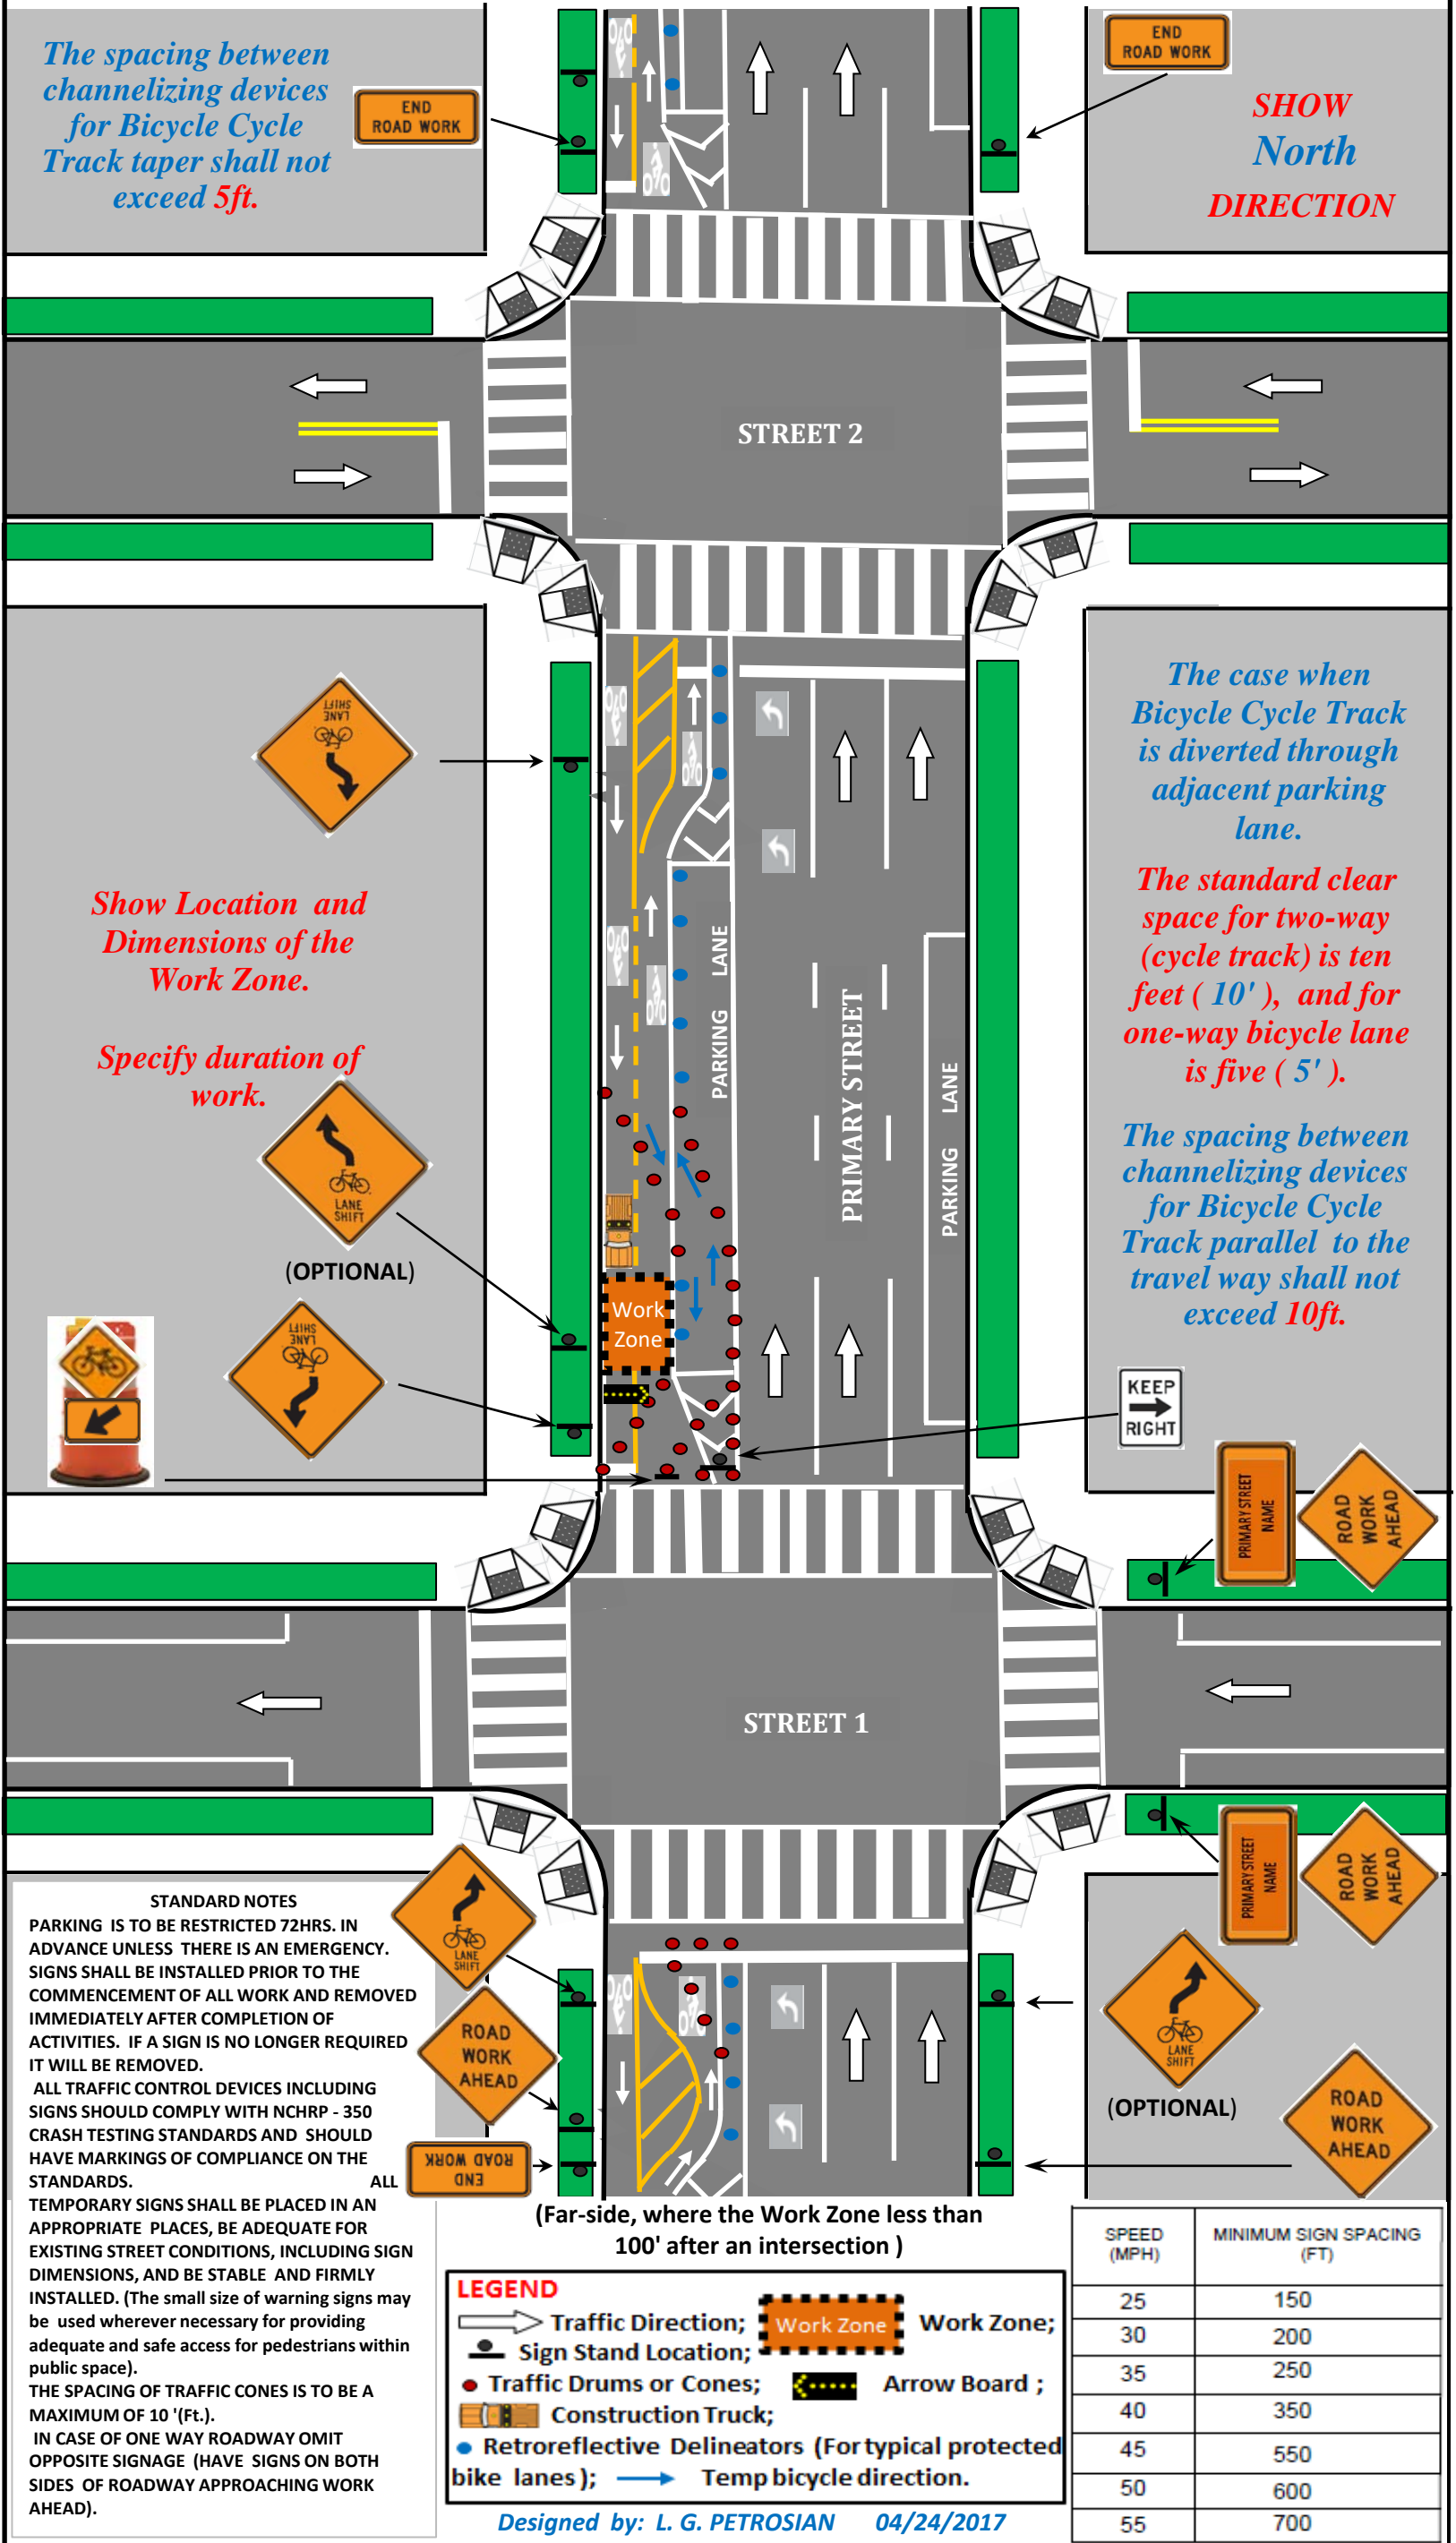 The spacing between
channelizing devices
for Bicycle Cycle
Track taper shall not
exceed 5ft.
END
ROAD WORK
END
ROAD WORK
SHOW
North
DIRECTION
STREET 2
LANE
SHIFT
The case when
Bicycle Cycle Track
is diverted through
adjacent parking
lane.
The standard clear
space for two-way
(cycle track) is ten
feet ( 10' ), and for
one-way bicycle lane
is five ( 5' ).
The spacing between
channelizing devices
for Bicycle Cycle
Track parallel to the
travel way shall not
exceed 10ft.
Show Location and
Dimensions of the
Work Zone.
Specify duration of
work.
PARKING LANE
PRIMARY STREET
PARKING LANE
LANE
SHIFT
(OPTIONAL)
LANE
SHIFT
Work
Zone
KEEP
RIGHT
PRIMARY STREET
NAME
ROAD
WORK
AHEAD
STREET 1
PRIMARY STREET
NAME
ROAD
WORK
AHEAD
STANDARD NOTES
PARKING IS TO BE RESTRICTED 72HRS. IN
ADVANCE UNLESS THERE IS AN EMERGENCY.
SIGNS SHALL BE INSTALLED PRIOR TO THE
COMMENCEMENT OF ALL WORK AND REMOVED
IMMEDIATELY AFTER COMPLETION OF
ACTIVITIES. IF A SIGN IS NO LONGER REQUIRED
IT WILL BE REMOVED.
ALL TRAFFIC CONTROL DEVICES INCLUDING
SIGNS SHOULD COMPLY WITH NCHRP - 350
CRASH TESTING STANDARDS AND SHOULD
HAVE MARKINGS OF COMPLIANCE ON THE
STANDARDS. ALL
TEMPORARY SIGNS SHALL BE PLACED IN AN
APPROPRIATE PLACES, BE ADEQUATE FOR
EXISTING STREET CONDITIONS, INCLUDING SIGN
DIMENSIONS, AND BE STABLE AND FIRMLY
INSTALLED. (The small size of warning signs may
be used wherever necessary for providing
adequate and safe access for pedestrians within
public space).
THE SPACING OF TRAFFIC CONES IS TO BE A
MAXIMUM OF 10 '(Ft.).
IN CASE OF ONE WAY ROADWAY OMIT
OPPOSITE SIGNAGE (HAVE SIGNS ON BOTH
SIDES OF ROADWAY APPROACHING WORK
AHEAD).
LANE
SHIFT
ROAD
WORK
AHEAD
END
ROAD WORK
LANE
SHIFT
(OPTIONAL)
ROAD
WORK
AHEAD
(Far-side, where the Work Zone less than
100' after an intersection )
LEGEND
Traffic Direction; Work Zone Work Zone;
Sign Stand Location;
Traffic Drums or Cones; Arrow Board ;
Construction Truck;
Retroreflective Delineators (For typical protected
bike lanes ); Temp bicycle direction.
Designed by: L. G. PETROSIAN 04/24/2017
SPEED (MPH) MINIMUM SIGN SPACING (FT)
25 150
30 200
35 250
40 350
45 550
50 600
55 700